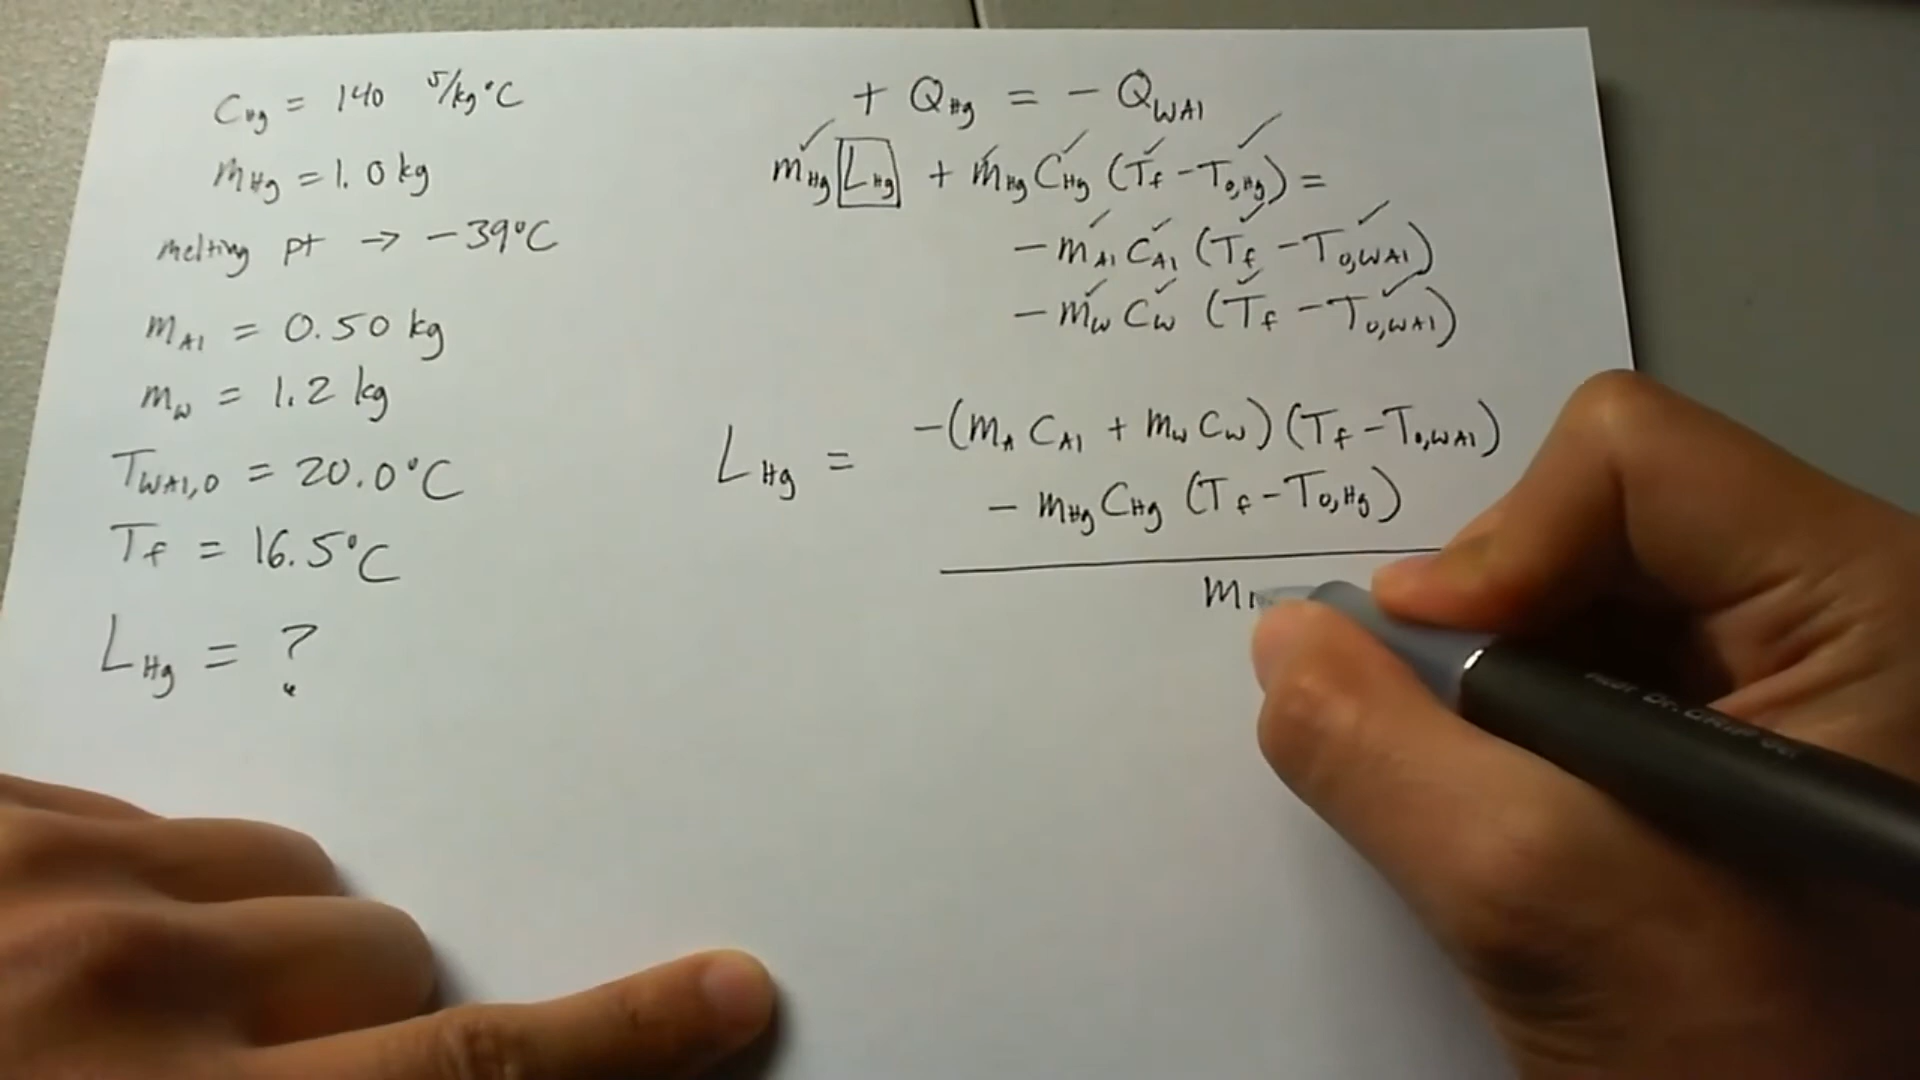 C_Hg = 140 J/kg°C
m_Hg = 1.0 kg
melting pt → -39°C
m_Al = 0.50 kg
m_w = 1.2 kg
T_WAl,0 = 20.0°C
T_f = 16.5°C
L_Hg = ?
+ Q_Hg = - Q_WAl
m_Hg L_Hg + m_Hg C_Hg (T_f - T_0,Hg) =
- m_Al C_Al (T_f - T_0,WAl)
- m_w C_w (T_f - T_0,WAl)
L_Hg = -(m_A C_Al + m_w C_w)(T_f - T_0,WAl)
- m_Hg C_Hg (T_f - T_0,Hg)
m